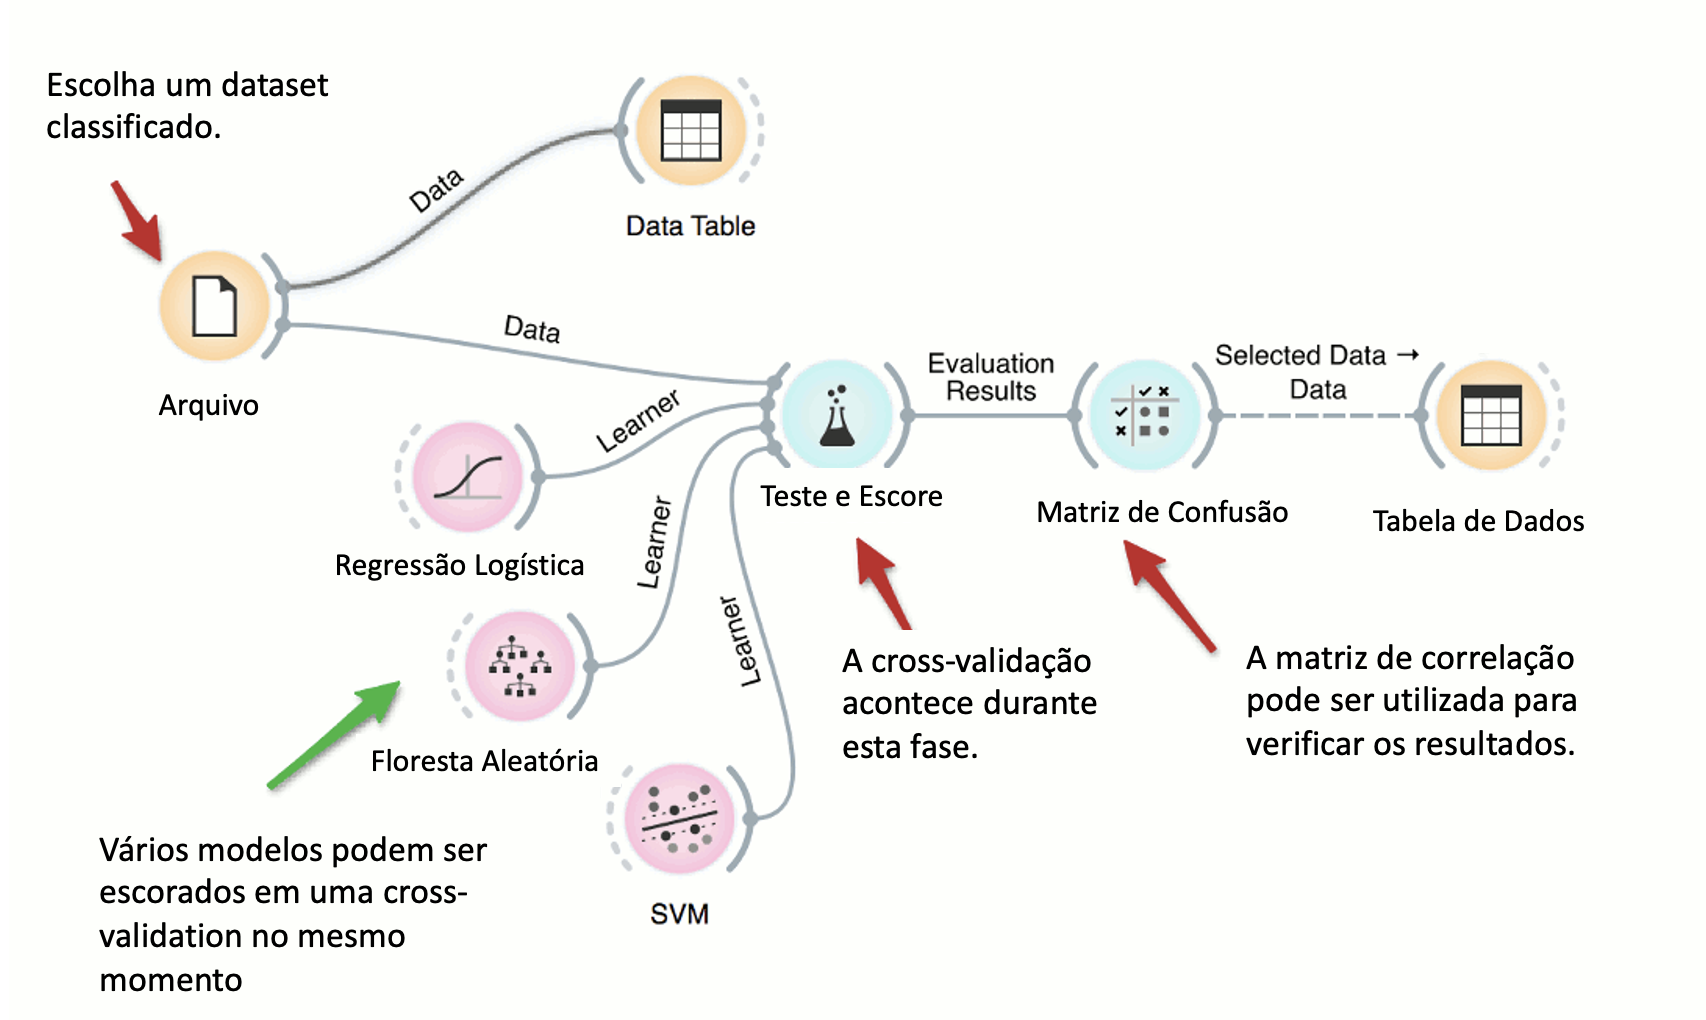 Escolha um dataset
classificado.
Data
Data Table
Data
Arquivo
Learner
Evaluation
Results
Selected Data →
Data
Regressão Logística
Teste e Escore
Matriz de Confusão
Tabela de Dados
Learner
Learner
Floresta Aleatória
A cross-validação
acontece durante
esta fase.
A matriz de correlação
pode ser utilizada para
verificar os resultados.
SVM
Vários modelos podem ser
escorados em uma cross-
validation no mesmo
momento